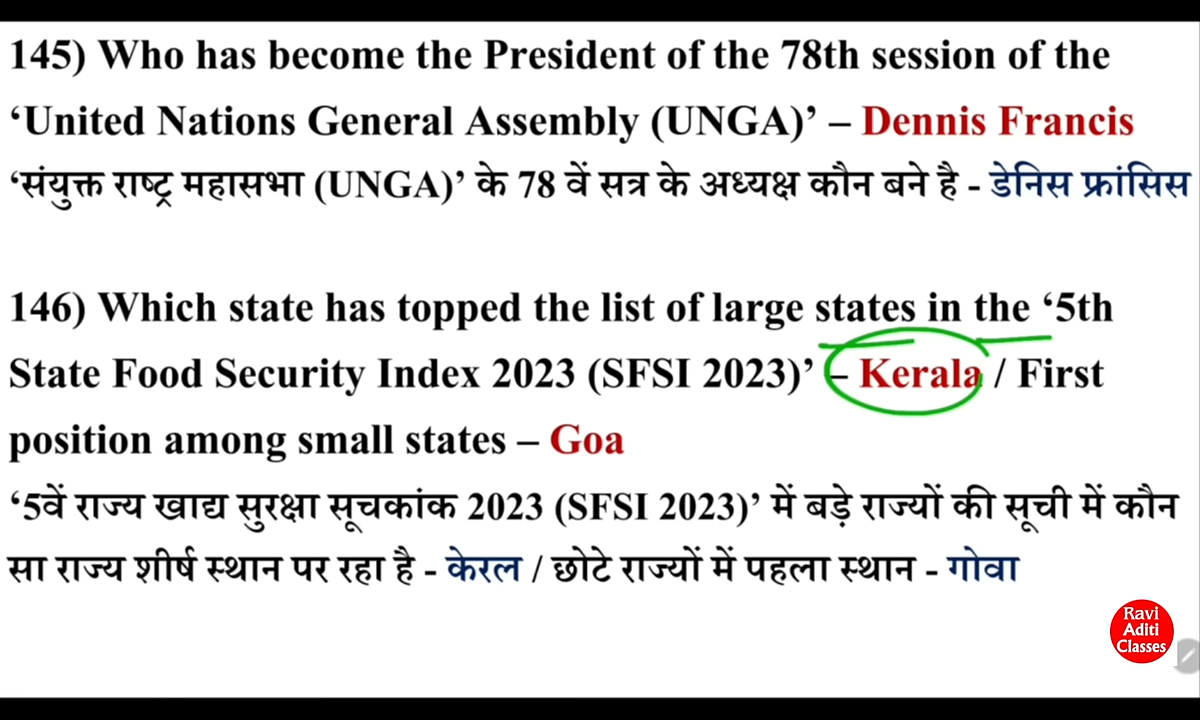 145) Who has become the President of the 78th session of the
‘United Nations General Assembly (UNGA)’ – Dennis Francis
‘संयुक्त राष्ट्र महासभा (UNGA)’ के 78 वें सत्र के अध्यक्ष कौन बने है - डेनिस फ्रांसिस
146) Which state has topped the list of large states in the ‘5th
State Food Security Index 2023 (SFSI 2023)’ – Kerala / First
position among small states – Goa
‘5वें राज्य खाद्य सुरक्षा सूचकांक 2023 (SFSI 2023)’ में बड़े राज्यों की सूची में कौन
सा राज्य शीर्ष स्थान पर रहा है - केरल / छोटे राज्यों में पहला स्थान - गोवा
Ravi
Aditi
Classes